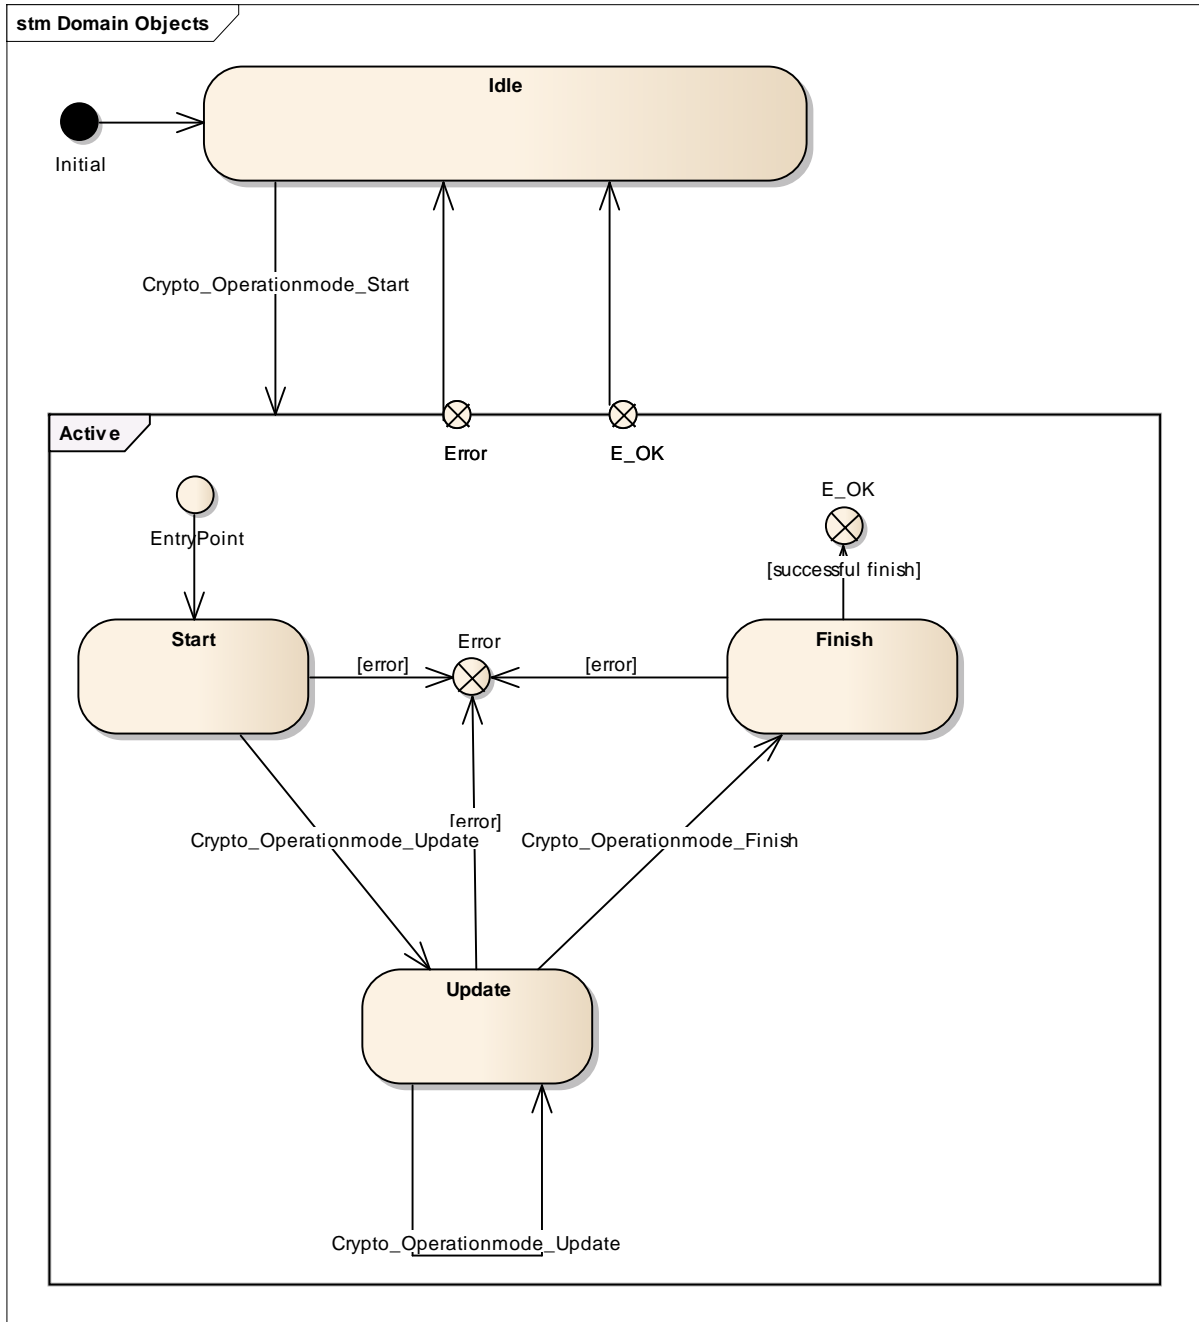 stm Domain Objects
Idle
Initial
Crypto_Operationmode_Start
Active
Error
E_OK
E_OK
EntryPoint
[successful finish]
Start
Error
Finish
[error]
[error]
[error]
Crypto_Operationmode_Update
Crypto_Operationmode_Finish
Update
Crypto_Operationmode_Update